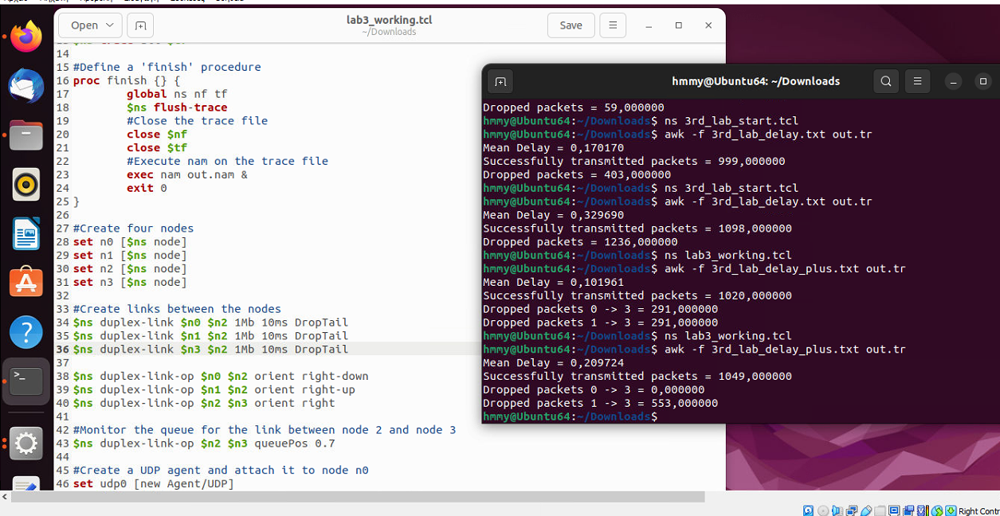 Open
lab3_working.tcl
~/Downloads
Save
14
15 #Define a 'finish' procedure
16 proc finish {} {
17 global ns nf tf
18 $ns flush-trace
19 #Close the trace file
20 close $nf
21 close $tf
22 #Execute nam on the trace file
23 exec nam out.nam &
24 exit 0
25 }
26
27 #Create four nodes
28 set n0 [$ns node]
29 set n1 [$ns node]
30 set n2 [$ns node]
31 set n3 [$ns node]
32
33 #Create links between the nodes
34 $ns duplex-link $n0 $n2 1Mb 10ms DropTail
35 $ns duplex-link $n1 $n2 1Mb 10ms DropTail
36 $ns duplex-link $n3 $n2 1Mb 10ms DropTail
37
38 $ns duplex-link-op $n0 $n2 orient right-down
39 $ns duplex-link-op $n1 $n2 orient right-up
40 $ns duplex-link-op $n2 $n3 orient right
41
42 #Monitor the queue for the link between node 2 and node 3
43 $ns duplex-link-op $n2 $n3 queuePos 0.7
44
45 #Create a UDP agent and attach it to node n0
46 set udp0 [new Agent/UDP]
hmmy@Ubuntu64: ~/Downloads
Dropped packets = 59,000000
hmmy@Ubuntu64:~/Downloads$ ns 3rd_lab_start.tcl
hmmy@Ubuntu64:~/Downloads$ awk -f 3rd_lab_delay.txt out.tr
Mean Delay = 0,170170
Successfully transmitted packets = 999,000000
Dropped packets = 403,000000
hmmy@Ubuntu64:~/Downloads$ ns 3rd_lab_start.tcl
hmmy@Ubuntu64:~/Downloads$ awk -f 3rd_lab_delay.txt out.tr
Mean Delay = 0,329690
Successfully transmitted packets = 1098,000000
Dropped packets = 1236,000000
hmmy@Ubuntu64:~/Downloads$ ns lab3_working.tcl
hmmy@Ubuntu64:~/Downloads$ awk -f 3rd_lab_delay_plus.txt out.tr
Mean Delay = 0,101961
Successfully transmitted packets = 1020,000000
Dropped packets 0 -> 3 = 291,000000
Dropped packets 1 -> 3 = 291,000000
hmmy@Ubuntu64:~/Downloads$ ns lab3_working.tcl
hmmy@Ubuntu64:~/Downloads$ awk -f 3rd_lab_delay_plus.txt out.tr
Mean Delay = 0,209724
Successfully transmitted packets = 1049,000000
Dropped packets 0 -> 3 = 0,000000
Dropped packets 1 -> 3 = 553,000000
hmmy@Ubuntu64:~/Downloads$
Right Contr